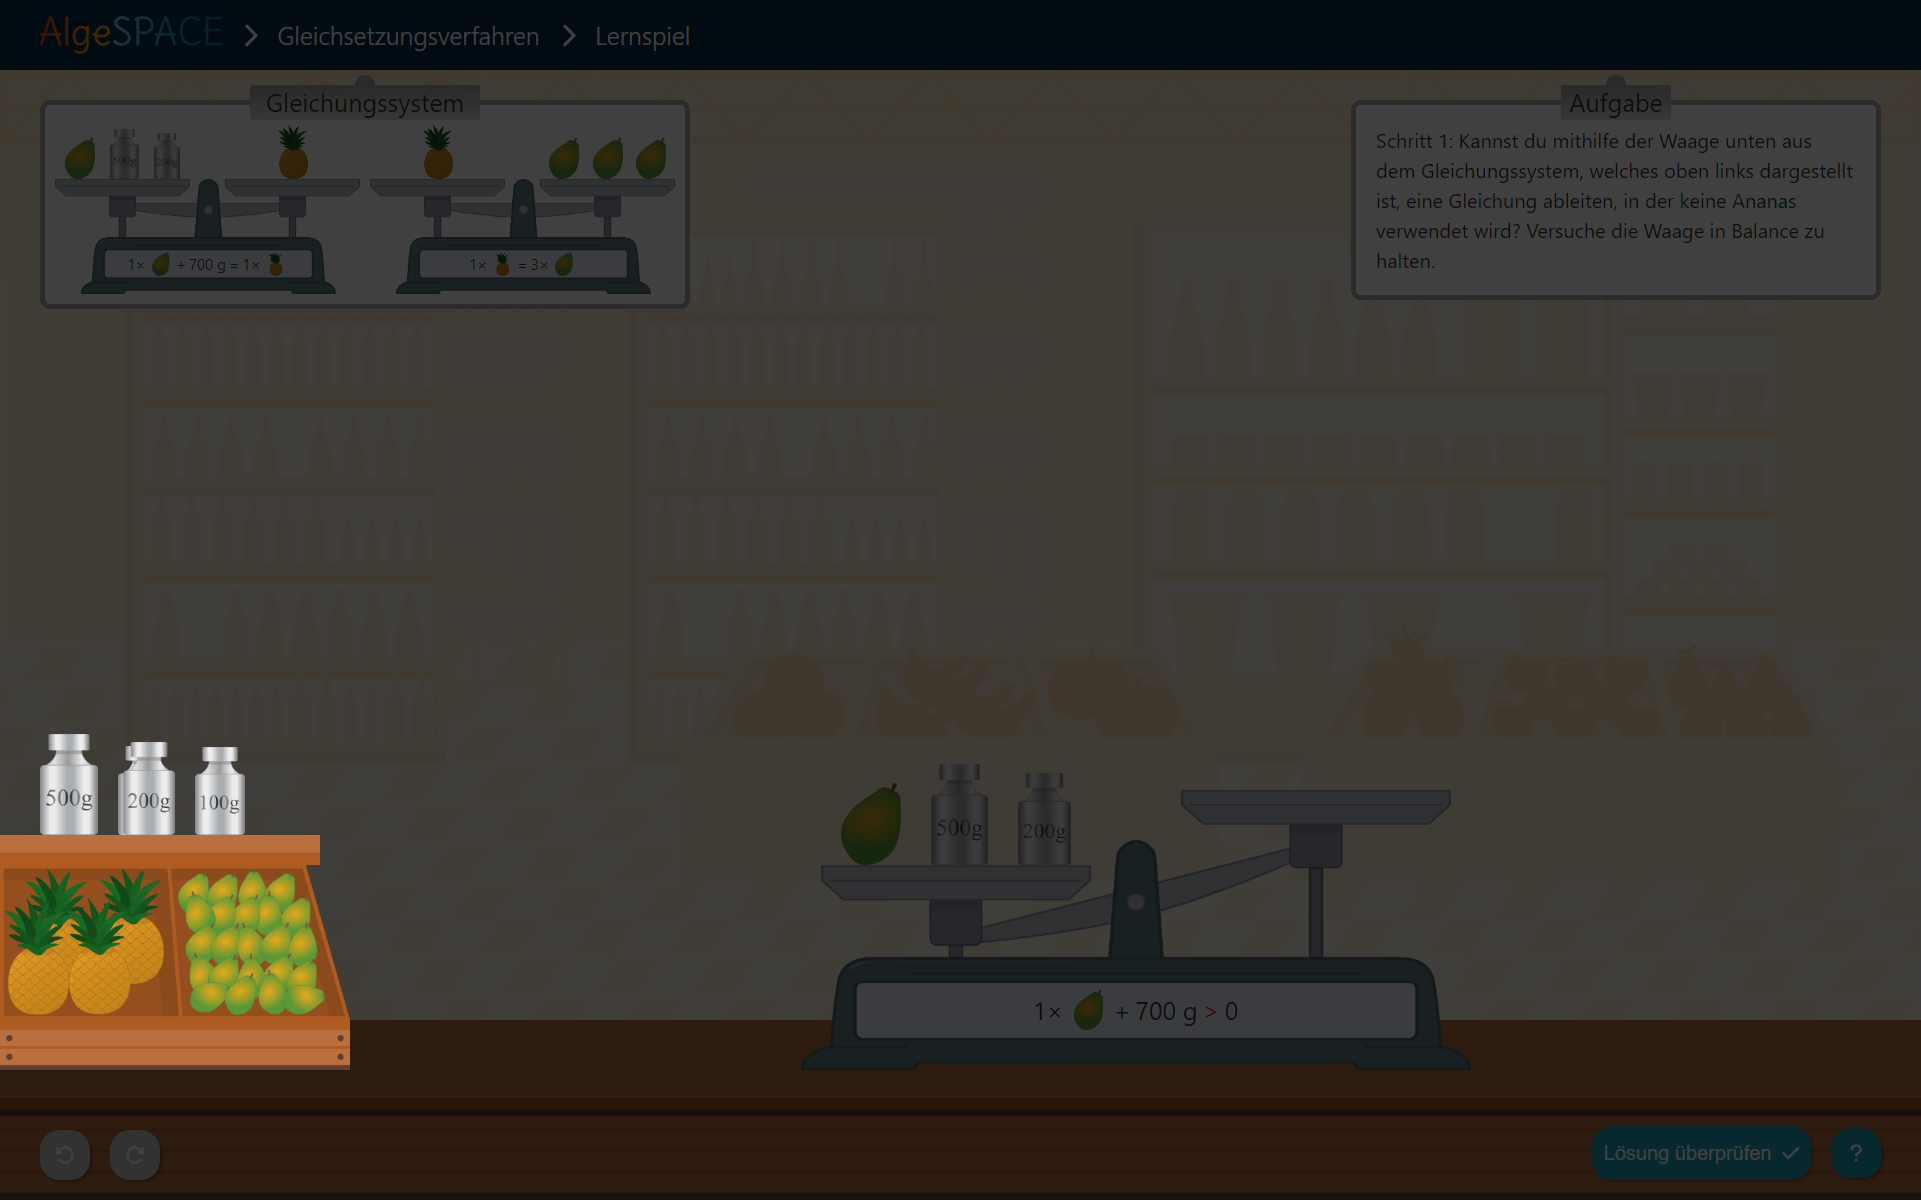 AlgeSPACE > Gleichsetzungsverfahren > Lernspiel
Gleichungssystem
500g 200g
1× + 700 g = 1×
1× = 3×
Aufgabe
Schritt 1: Kannst du mithilfe der Waage unten aus
dem Gleichungssystem, welches oben links dargestellt
ist, eine Gleichung ableiten, in der keine Ananas
verwendet wird? Versuche die Waage in Balance zu
halten.
500g 200g 100g
500g 200g
1× + 700 g > 0
Lösung überprüfen ?